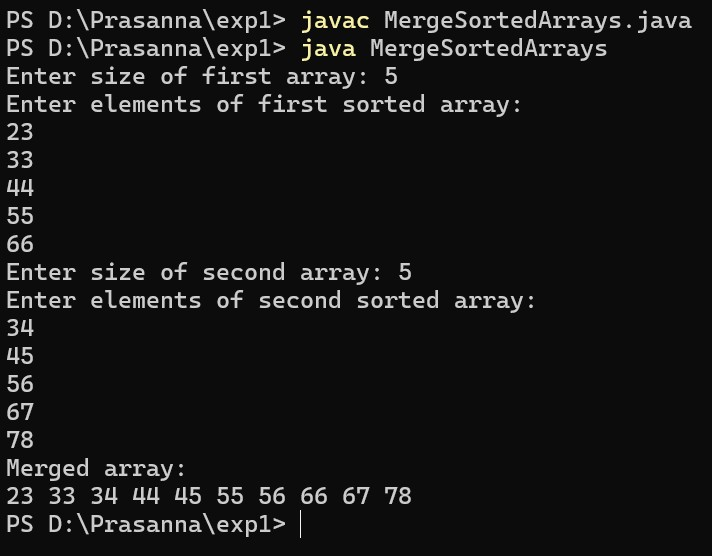 PS D:\Prasanna\exp1> javac MergeSortedArrays.java
PS D:\Prasanna\exp1> java MergeSortedArrays
Enter size of first array: 5
Enter elements of first sorted array:
23
33
44
55
66
Enter size of second array: 5
Enter elements of second sorted array:
34
45
56
67
78
Merged array:
23 33 34 44 45 55 56 66 67 78
PS D:\Prasanna\exp1>